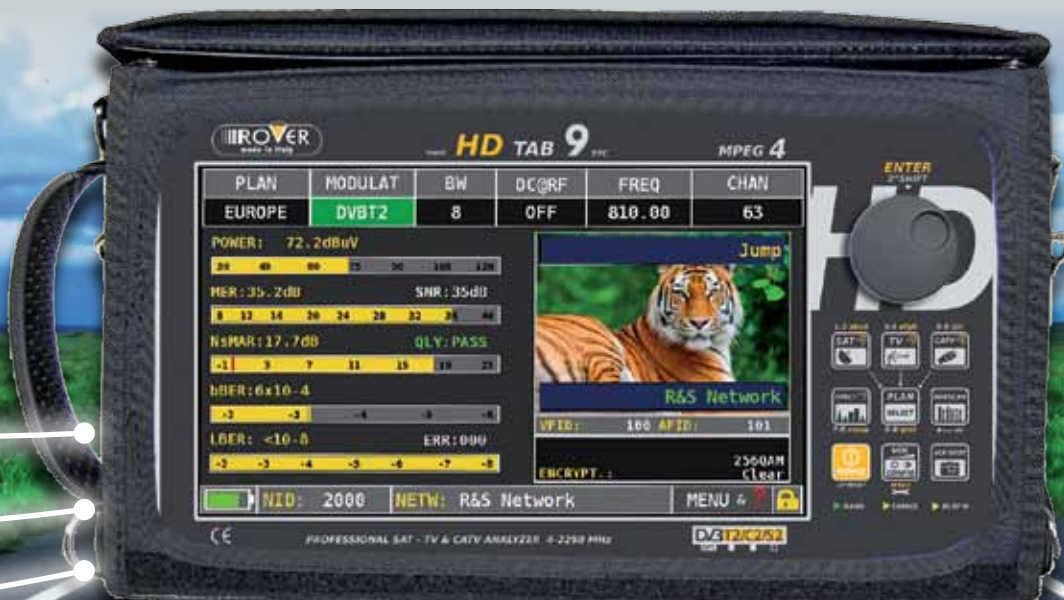 ROVER
made in Italy
HD TAB 9
MPEG 4
PLAN MODULAT BW DC@RF FREQ CHAN
EUROPE DVBT2 8 OFF 810.00 63
POWER: 72.2dBuV
MER:35.2dB SNR:35dB
NsMAR:17.7dB QLY:PASS
bBER:6x10-4
LBER: <10-8 ERR:000
Jump
R&S Network
VPID: 100 APID: 101
256QAM
ENCRYPT.: Clear
NID: 2000 NETW: R&S Network MENU & ?
CE PROFESSIONAL SAT - TV & CATV ANALYZER 4-2250 MHz DVB T2/C2/S2
ENTER
HD
SAT TV CATV
PLAN
SELECT